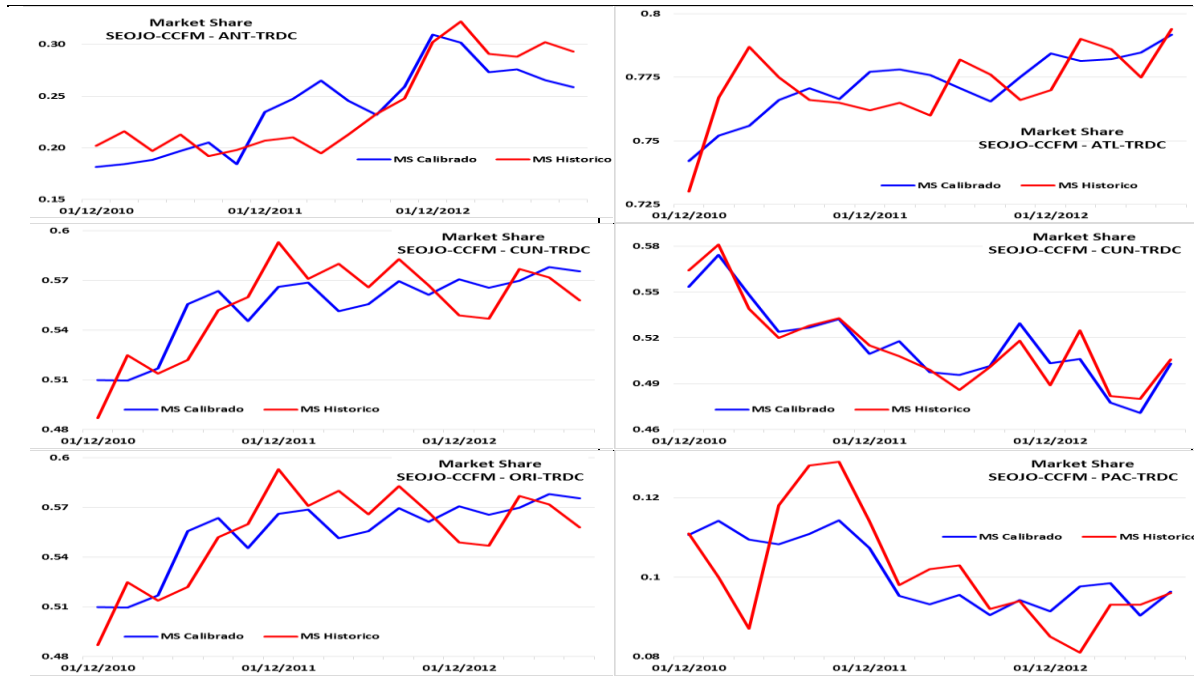 Market Share
SEOJO-CCFM - ANT-TRDC
0.30
0.25
0.20
0.15
MS Calibrado
MS Historico
01/12/2010
01/12/2011
01/12/2012
0.8
0.775
0.75
0.725
Market Share
SEOJO-CCFM - ATL-TRDC
MS Calibrado
MS Historico
01/12/2010
01/12/2011
01/12/2012
0.6
0.57
0.54
0.51
0.48
Market Share
SEOJO-CCFM - CUN-TRDC
MS Calibrado
MS Historico
01/12/2010
01/12/2011
01/12/2012
0.58
0.55
0.52
0.49
0.46
Market Share
SEOJO-CCFM - CUN-TRDC
MS Calibrado
MS Historico
01/12/2010
01/12/2011
01/12/2012
0.6
0.57
0.54
0.51
0.48
Market Share
SEOJO-CCFM - ORI-TRDC
MS Calibrado
MS Historico
01/12/2010
01/12/2011
01/12/2012
0.12
0.1
0.08
Market Share
SEOJO-CCFM - PAC-TRDC
MS Calibrado
MS Historico
01/12/2010
01/12/2011
01/12/2012